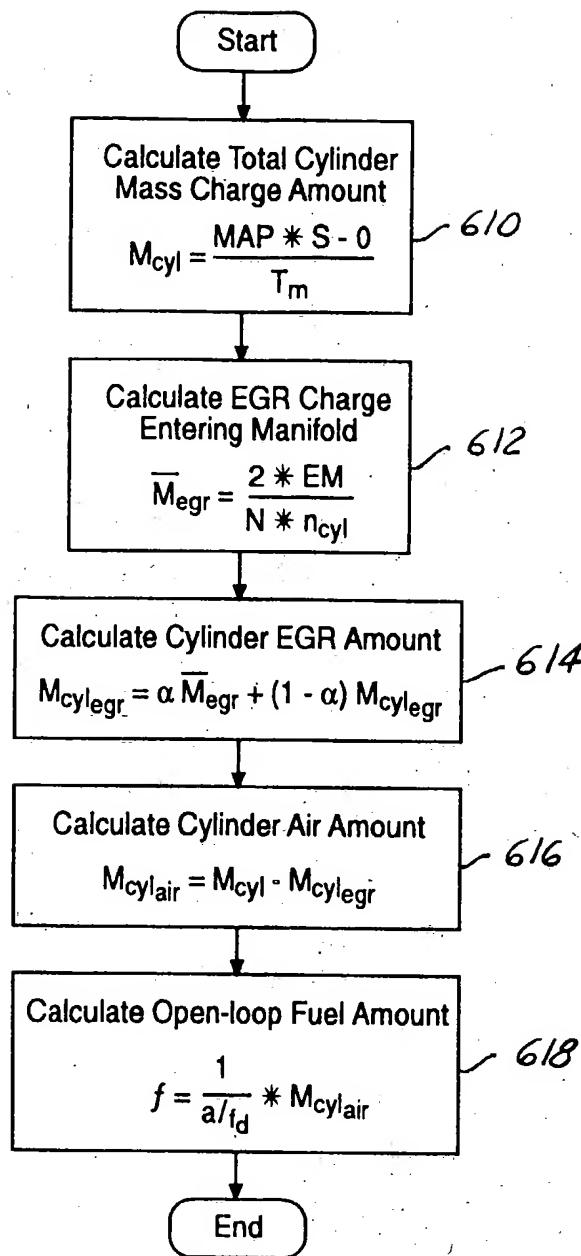 Start
Calculate Total Cylinder
Mass Charge Amount
M_cyl = (MAP * S - 0) / T_m
610
Calculate EGR Charge
Entering Manifold
M̅_egr = (2 * EM) / (N * n_cyl)
612
Calculate Cylinder EGR Amount
M_cyl_egr = α M̅_egr + (1 - α) M_cyl_egr
614
Calculate Cylinder Air Amount
M_cyl_air = M_cyl - M_cyl_egr
616
Calculate Open-loop Fuel Amount
f = 1 / (a/f_d) * M_cyl_air
618
End